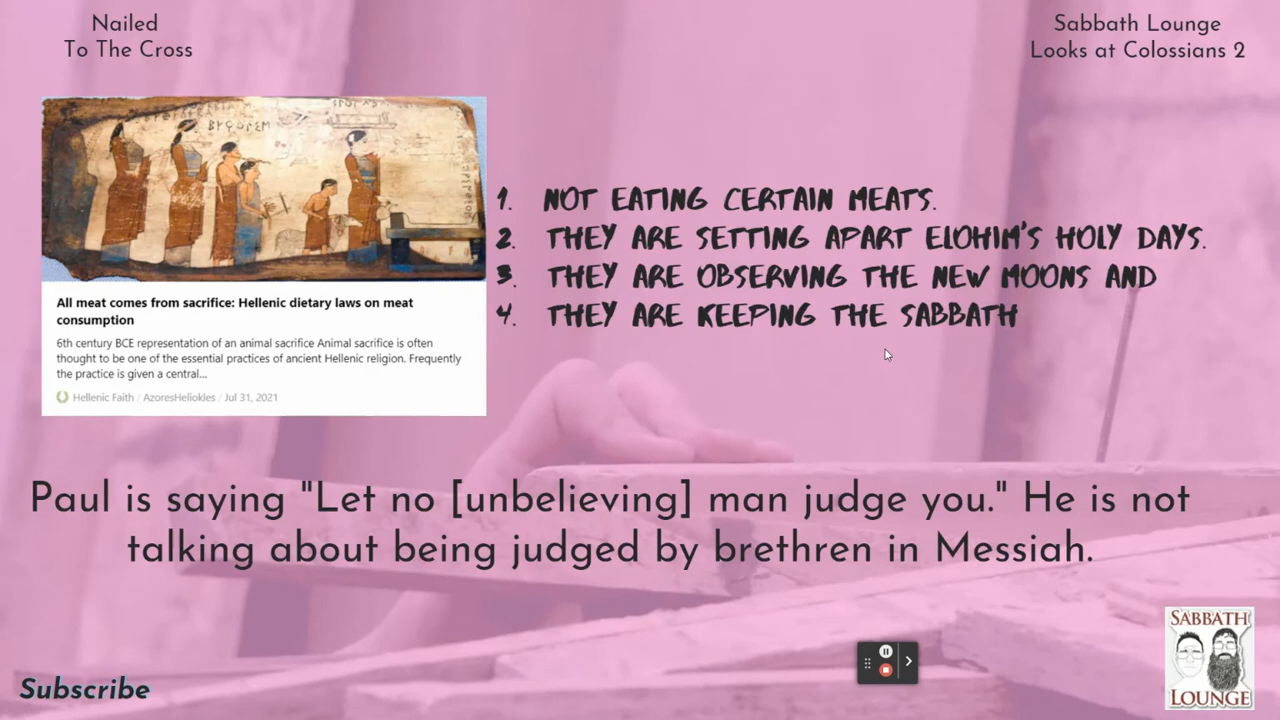 Nailed
To The Cross
Sabbath Lounge
Looks at Colossians 2
All meat comes from sacrifice: Hellenic dietary laws on meat
consumption
6th century BCE representation of an animal sacrifice Animal sacrifice is often
thought to be one of the essential practices of ancient Hellenic religion. Frequently
the practice is given a central...
Hellenic Faith / AzoresHeliokles / Jul 31, 2021
1. NOT EATING CERTAIN MEATS.
2. THEY ARE SETTING APART ELOHIM'S HOLY DAYS.
3. THEY ARE OBSERVING THE NEW MOONS AND
4. THEY ARE KEEPING THE SABBATH
Paul is saying "Let no [unbelieving] man judge you." He is not
talking about being judged by brethren in Messiah.
Subscribe
SABBATH
LOUNGE